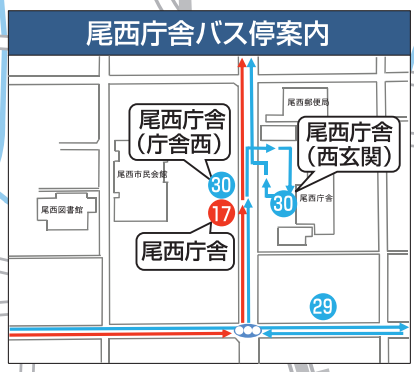 尾西庁舎バス停案内
尾西郵便局
尾西庁舎
（庁舎西）
尾西庁舎
（西玄関）
尾西市民会館
30
30
尾西庁舎
尾西図書館
17
尾西庁舎
29